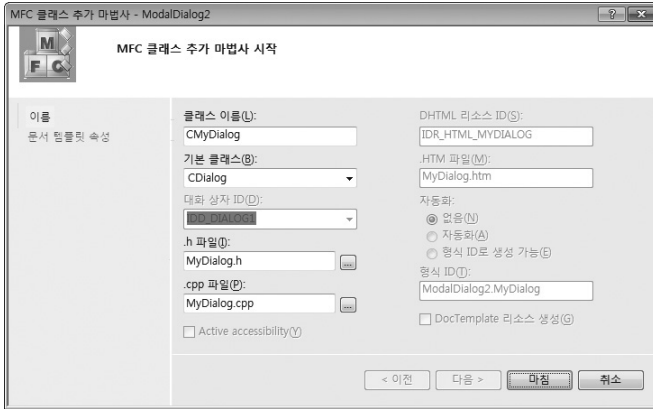 MFC 클래스 추가 마법사 - ModalDialog2
MFC
MFC 클래스 추가 마법사 시작
이름
문서 템플릿 속성
클래스 이름(L):
CMyDialog
기본 클래스(B):
CDialog
대화 상자 ID(D):
IDD_DIALOG1
.h 파일(I):
MyDialog.h
...
.cpp 파일(P):
MyDialog.cpp
...
Active accessibility(Y)
DHTML 리소스 ID(S):
IDR_HTML_MYDIALOG
.HTM 파일(M):
MyDialog.htm
자동화:
없음(N)
자동화(A)
형식 ID로 생성 가능(E)
형식 ID(T):
ModalDialog2.MyDialog
DocTemplate 리소스 생성(G)
< 이전 다음 > 마침 취소